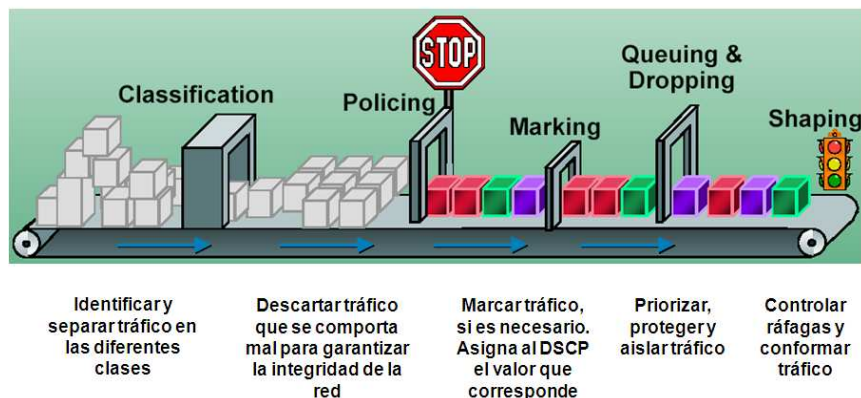 STOP
Classification
Policing
Marking
Queuing &
Dropping
Shaping
Identificar y
separar tráfico en
las diferentes
clases
Descartar tráfico
que se comporta
mal para garantizar
la integridad de la
red
Marcar tráfico,
si es necesario.
Asigna al DSCP
el valor que
corresponde
Priorizar,
proteger y
aislar tráfico
Controlar
ráfagas y
conformar
tráfico